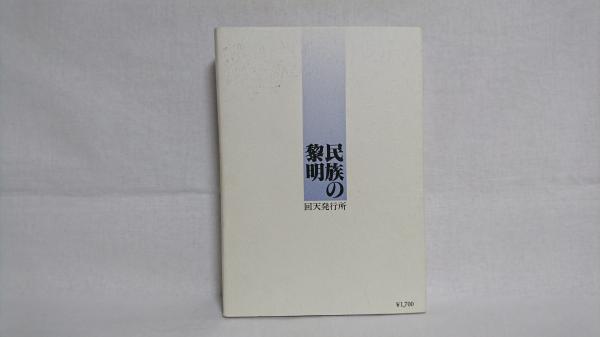 民族の
黎明
回天発行所
¥1,700